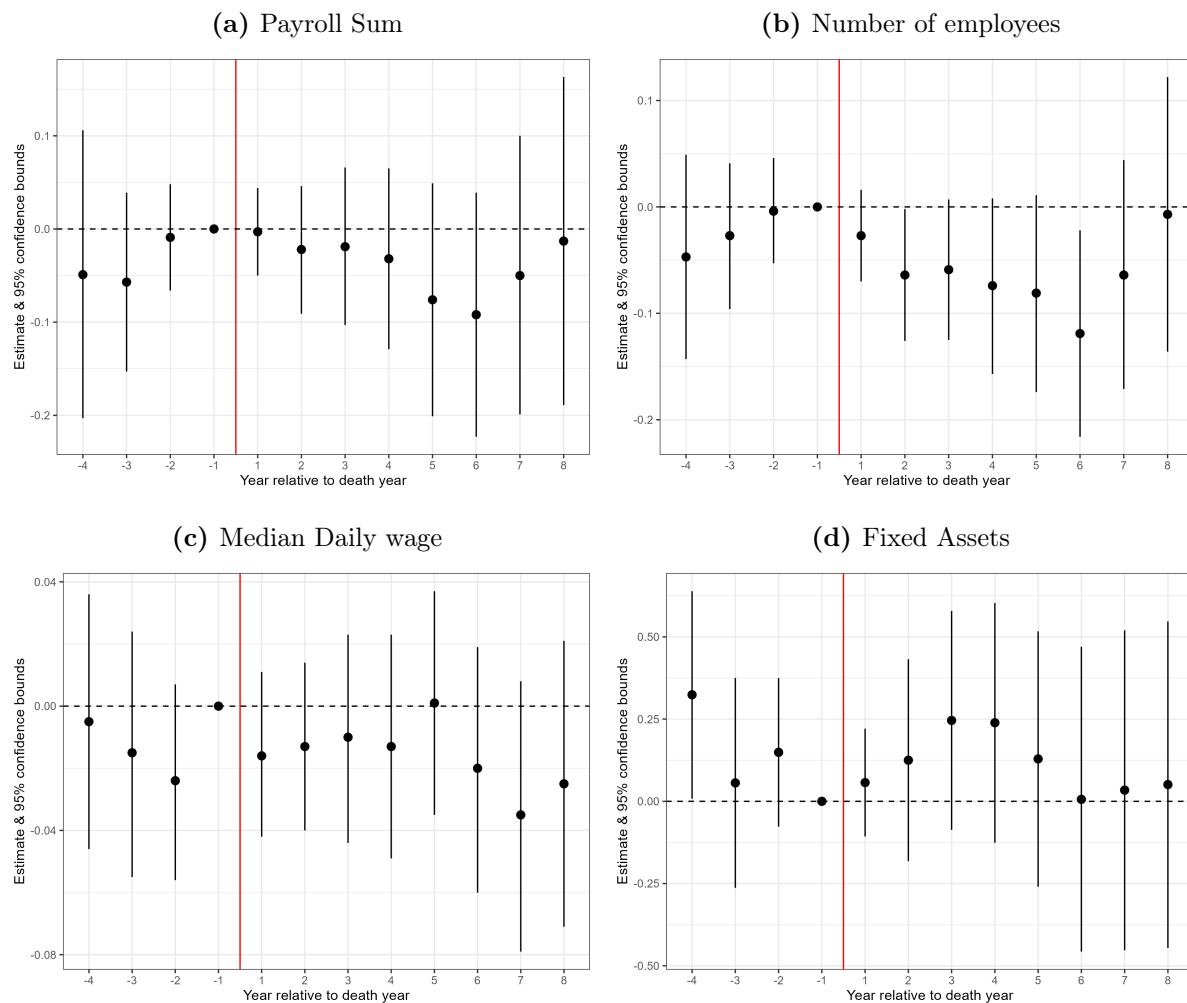 (a) Payroll Sum
Estimate & 95% confidence bounds
0.1
0.0
-0.1
-0.2
-4 -3 -2 -1 1 2 3 4 5 6 7 8
Year relative to death year
(b) Number of employees
Estimate & 95% confidence bounds
0.1
0.0
-0.1
-0.2
-4 -3 -2 -1 1 2 3 4 5 6 7 8
Year relative to death year
(c) Median Daily wage
Estimate & 95% confidence bounds
0.04
0.00
-0.04
-0.08
-4 -3 -2 -1 1 2 3 4 5 6 7 8
Year relative to death year
(d) Fixed Assets
Estimate & 95% confidence bounds
0.50
0.25
0.00
-0.25
-0.50
-4 -3 -2 -1 1 2 3 4 5 6 7 8
Year relative to death year